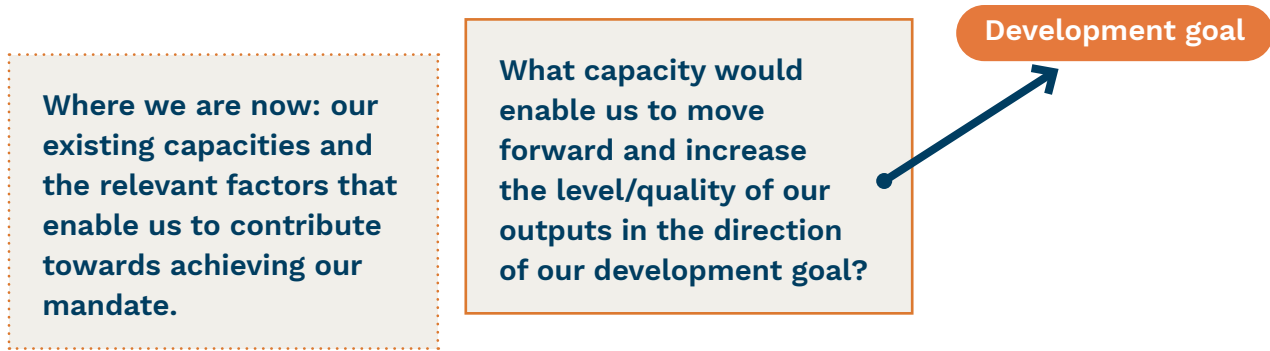 Where we are now: our
existing capacities and
the relevant factors that
enable us to contribute
towards achieving our
mandate.
What capacity would
enable us to move
forward and increase
the level/quality of our
outputs in the direction
of our development goal?
Development goal